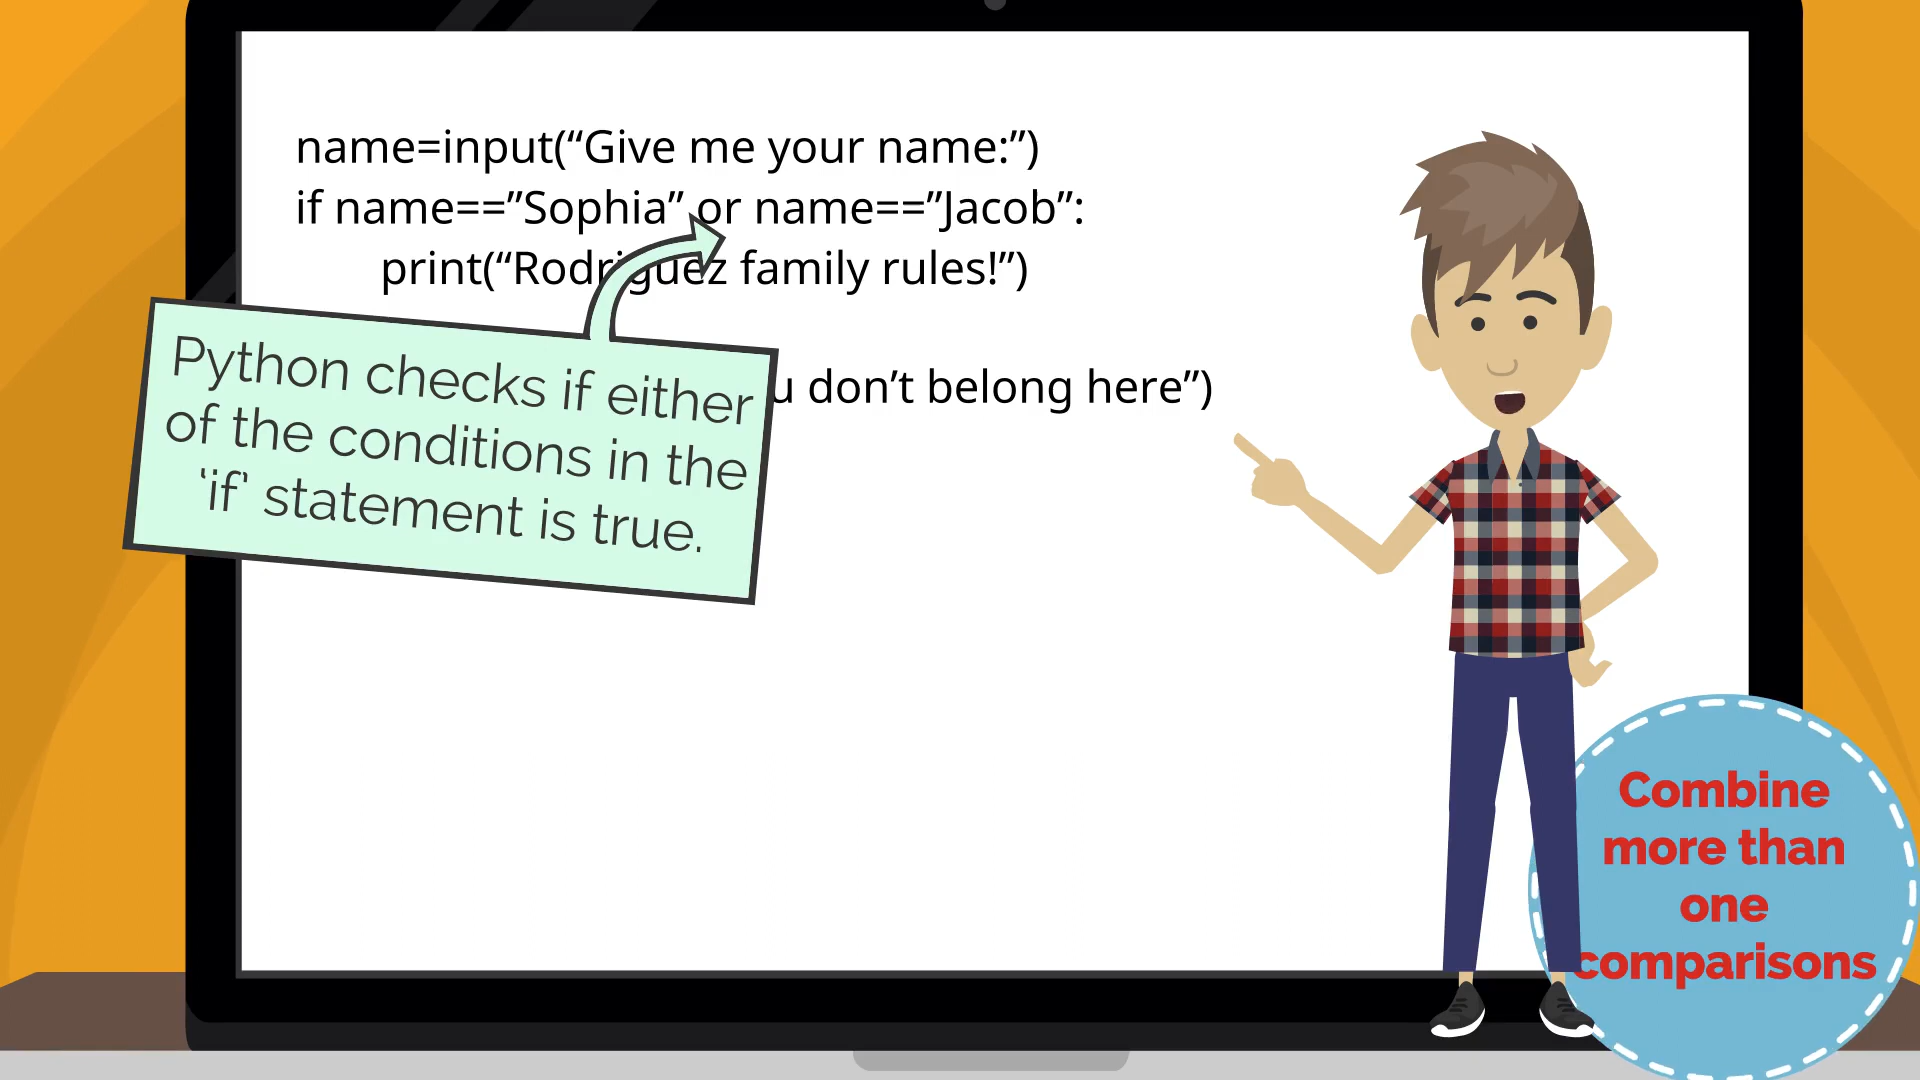 name=input(“Give me your name:”)
if name==”Sophia” or name==”Jacob”:
print(“Rodriguez family rules!”)
don’t belong here”)
Python checks if either
of the conditions in the
‘if’ statement is true.
Combine
more than
one
comparisons